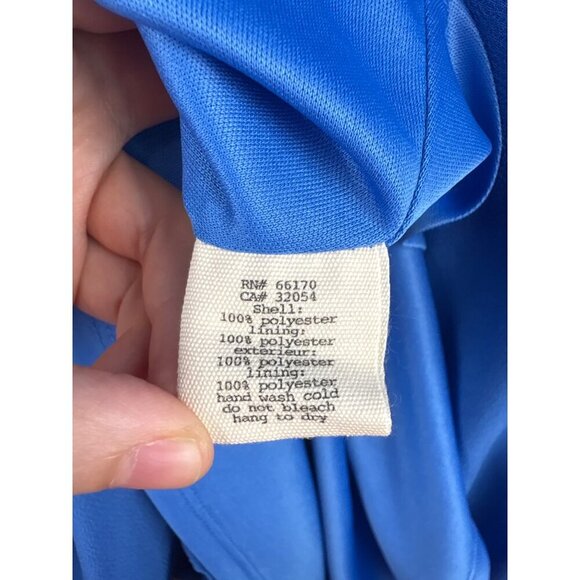 RN# 66170
CA# 32054
Shell:
100% polyester
lining:
100% polyester
exterieur:
100% polyester
lining:
100% polyester
hand wash cold
do not bleach
hang to dry